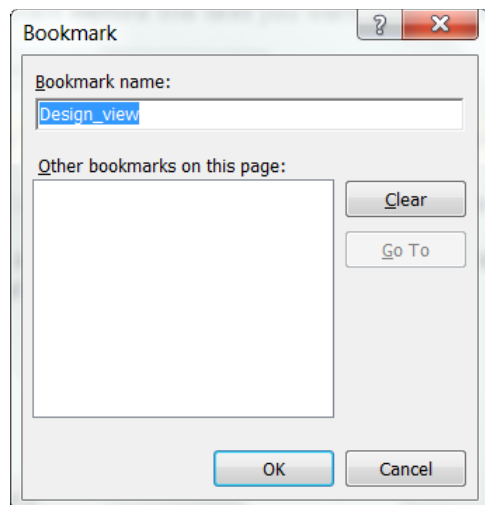 Bookmark
?
Bookmark name:
Design_view
Other bookmarks on this page:
Clear
Go To
OK
Cancel